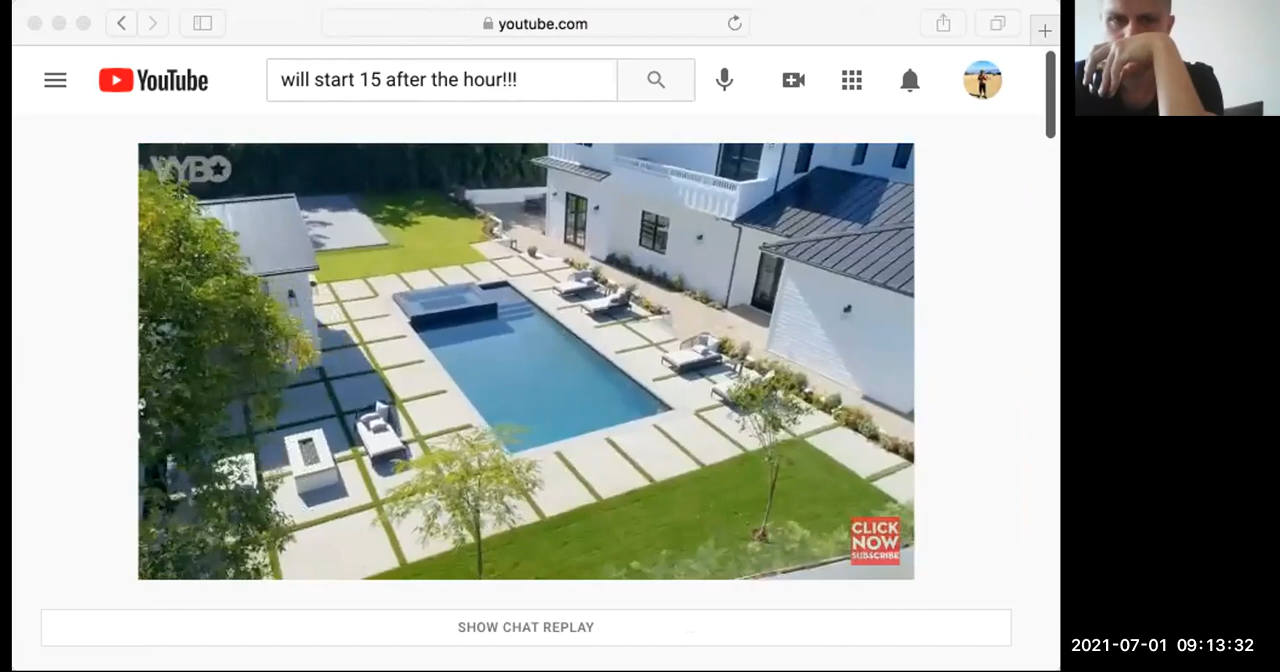 youtube.com
YouTube
will start 15 after the hour!!!
VYBO
CLICK
NOW
SUBSCRIBE
SHOW CHAT REPLAY
2021-07-01 09:13:32